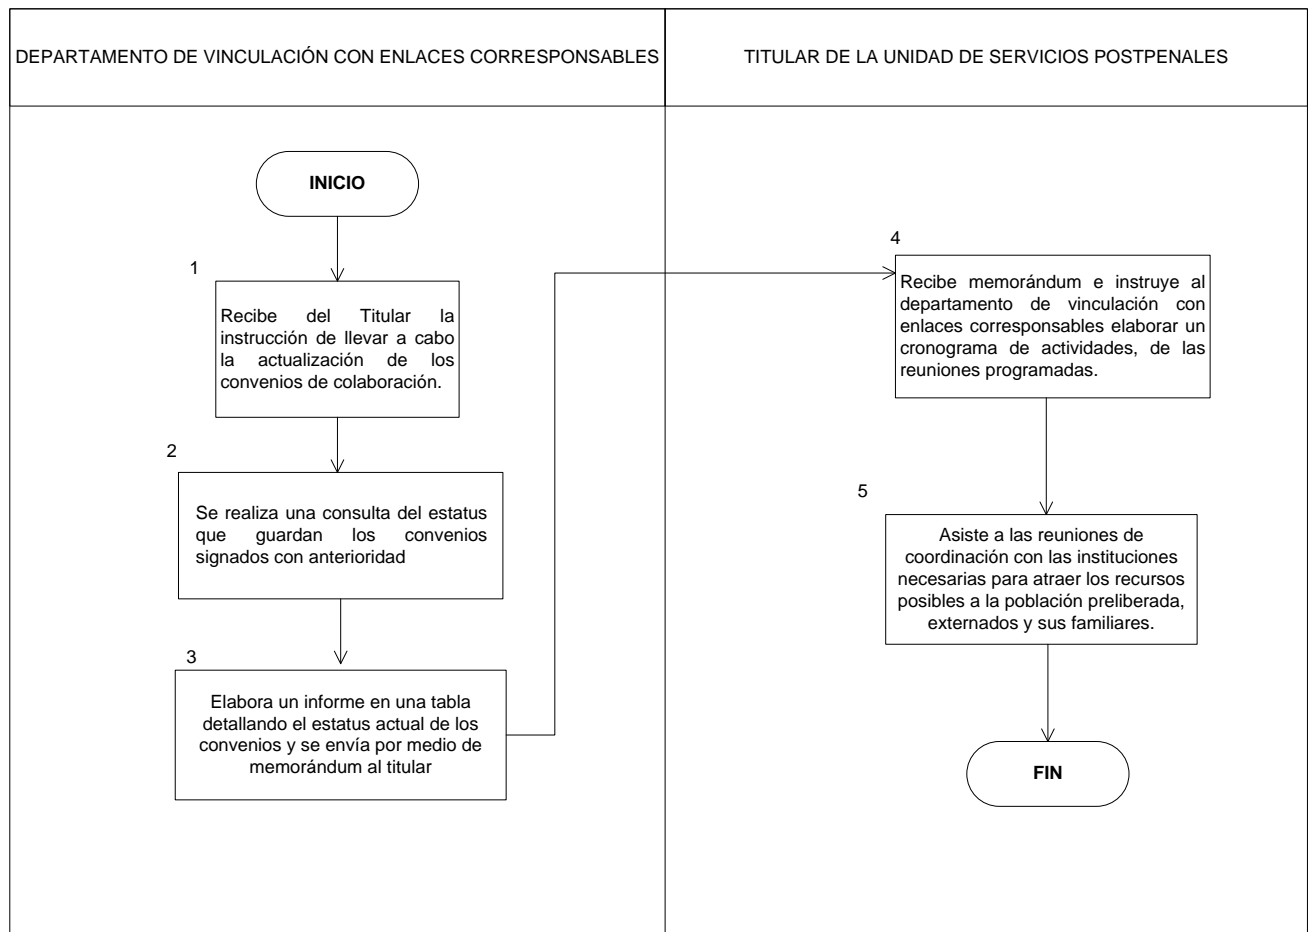 DEPARTAMENTO DE VINCULACIÓN CON ENLACES CORRESPONSABLES
TITULAR DE LA UNIDAD DE SERVICIOS POSTPENALES
INICIO
1
Recibe del Titular la
instrucción de llevar a cabo
la actualización de los
convenios de colaboración.
2
Se realiza una consulta del estatus
que guardan los convenios
signados con anterioridad
3
Elabora un informe en una tabla
detallando el estatus actual de los
convenios y se envía por medio de
memorándum al titular
4
Recibe memorándum e instruye al
departamento de vinculación con
enlaces corresponsables elaborar un
cronograma de actividades, de las
reuniones programadas.
5
Asiste a las reuniones de
coordinación con las instituciones
necesarias para atraer los recursos
posibles a la población preliberada,
externados y sus familiares.
FIN